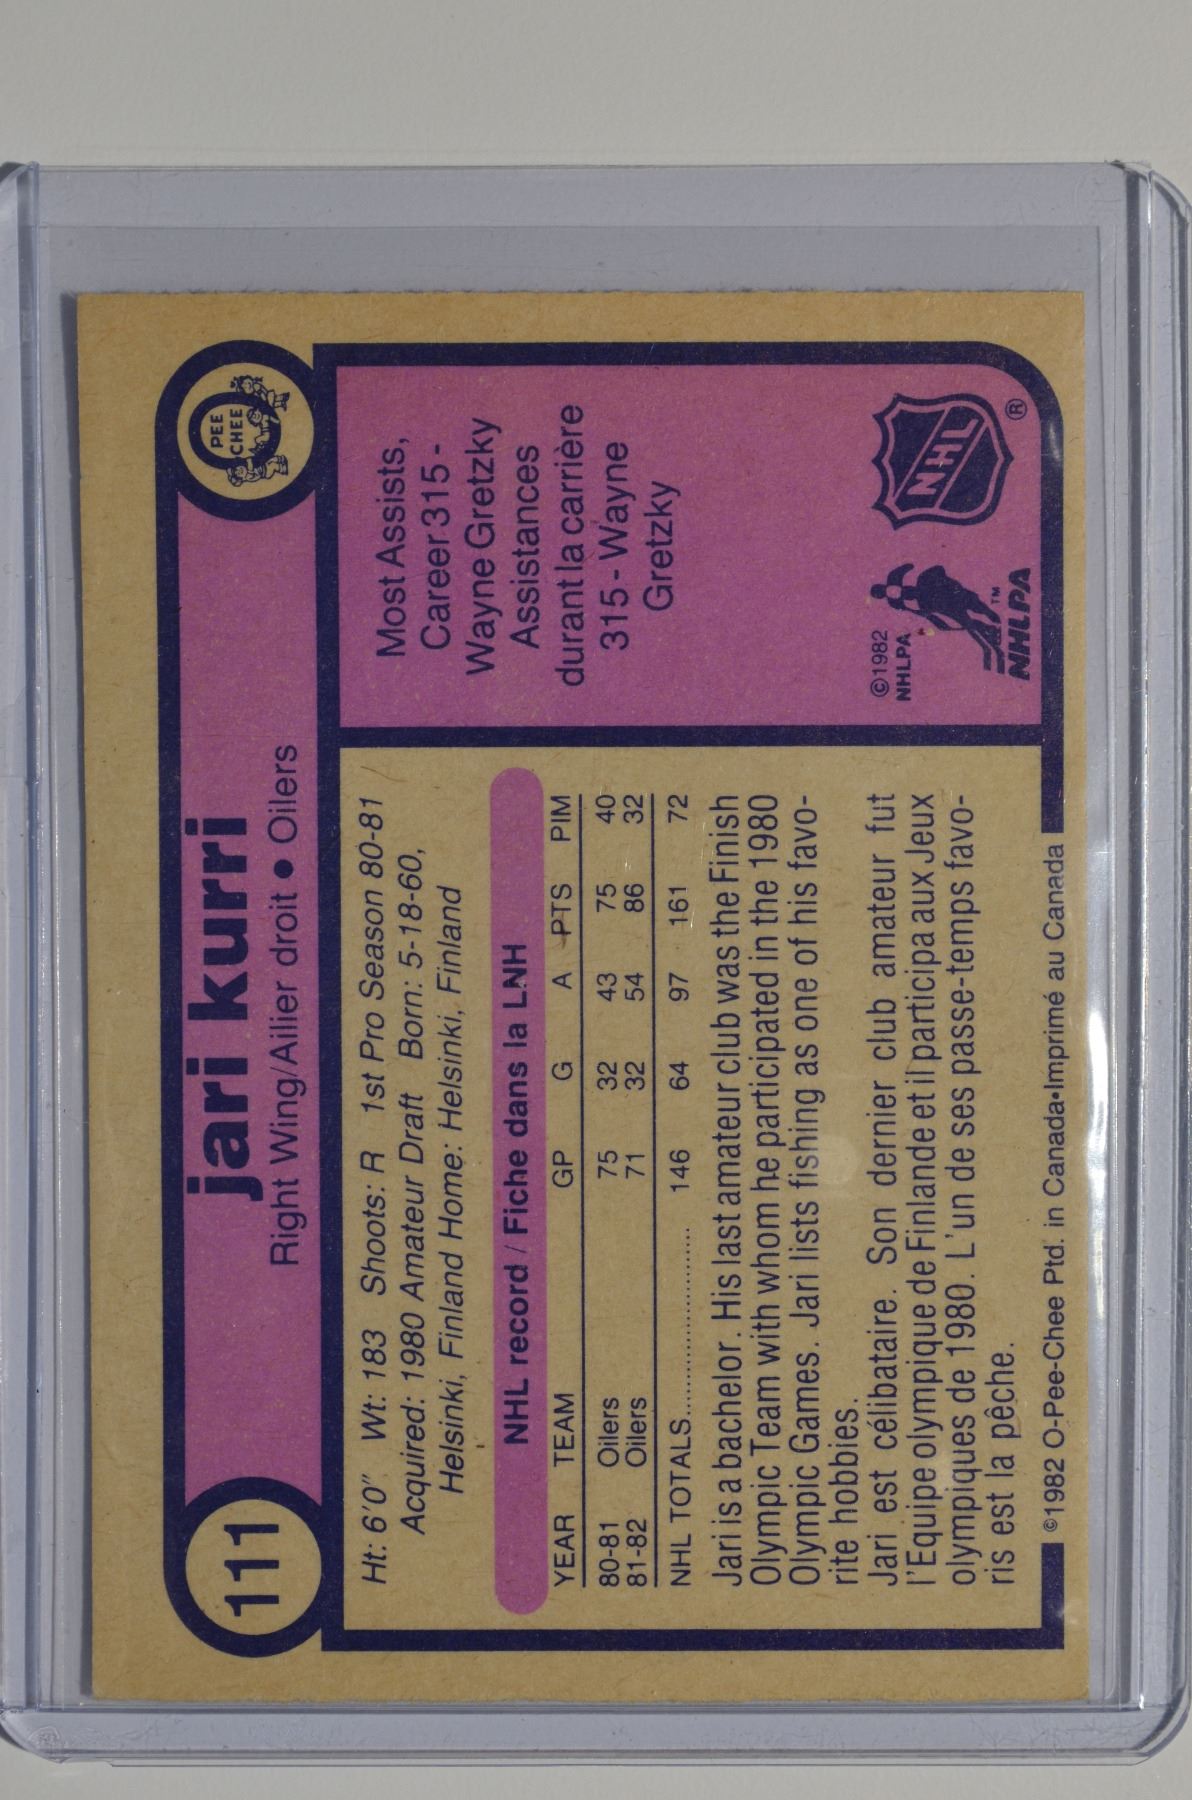 111
jari kurri
PEE
CHEE
Right Wing/Ailier droit • Oilers
Ht: 6'0" Wt: 183 Shoots: R 1st Pro Season 80-81
Acquired: 1980 Amateur Draft Born: 5-18-60,
Helsinki, Finland Home: Helsinki, Finland
NHL record / Fiche dans la LNH
YEAR TEAM GP G A PTS PIM
80-81 Oilers 75 32 43 75 40
81-82 Oilers 71 32 54 86 32
NHL TOTALS.......................... 146 64 97 161 72
Jari is a bachelor. His last amateur club was the Finish
Olympic Team with whom he participated in the 1980
Olympic Games. Jari lists fishing as one of his favo-
rite hobbies.
Jari est célibataire. Son dernier club amateur fut
l'Equipe olympique de Finlande et il participa aux Jeux
olympiques de 1980. L'un de ses passe-temps favo-
ris est la pêche.
©1982 O-Pee-Chee Ptd. in Canada•Imprimé au Canada
Most Assists,
Career 315 -
Wayne Gretzky
Assistances
durant la carrière
315 - Wayne
Gretzky
©1982
NHLPA
TM
NHLPA
NHL
®